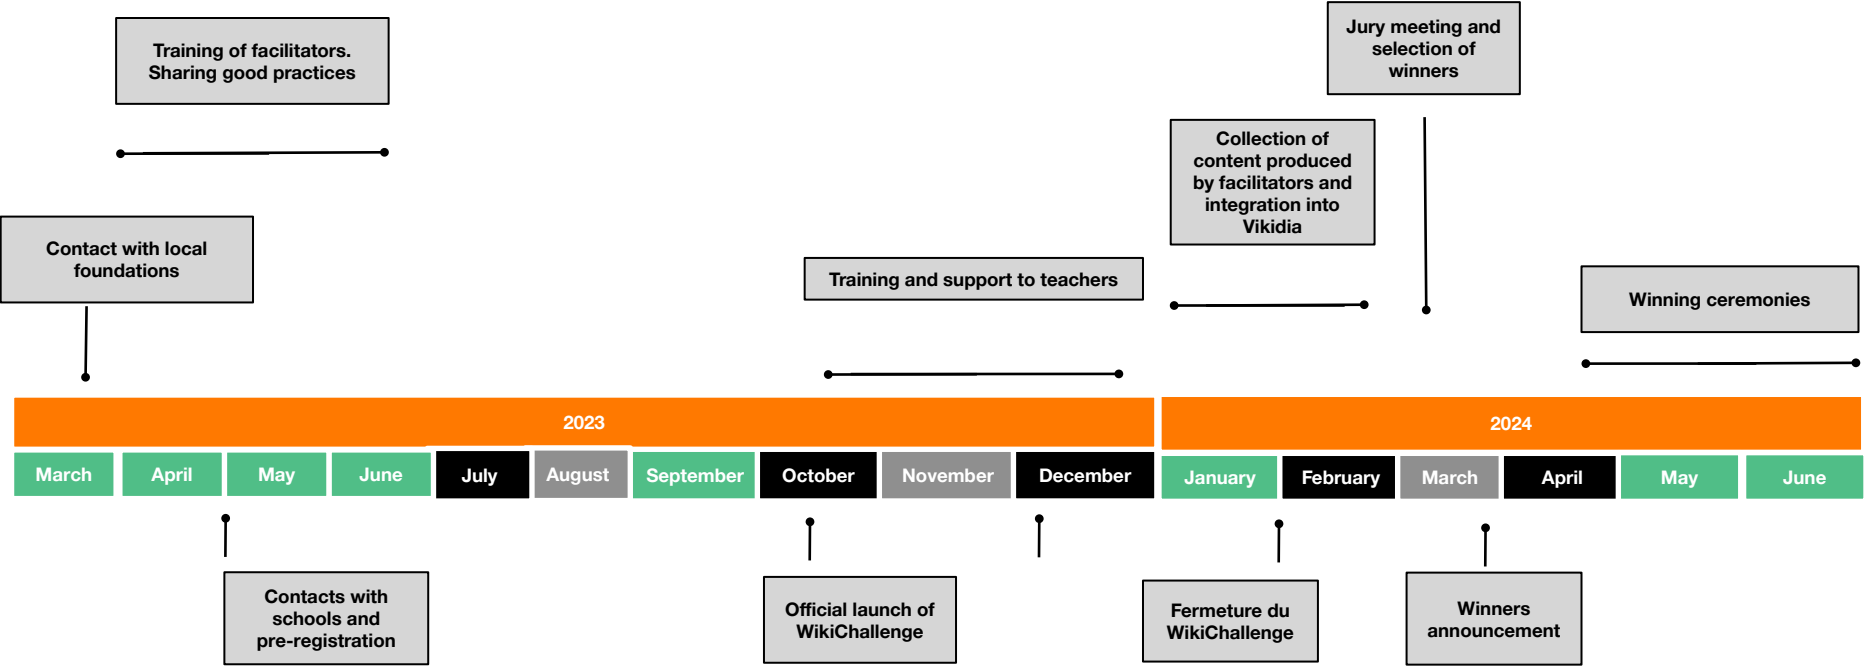 Training of facilitators.
Sharing good practices
Jury meeting and
selection of
winners
Collection of
content produced
by facilitators and
integration into
Vikidia
Contact with local
foundations
Training and support to teachers
Winning ceremonies
2023
2024
March
April
May
June
July
August
September
October
November
December
January
February
March
April
May
June
Contacts with
schools and
pre-registration
Official launch of
WikiChallenge
Fermeture du
WikiChallenge
Winners
announcement